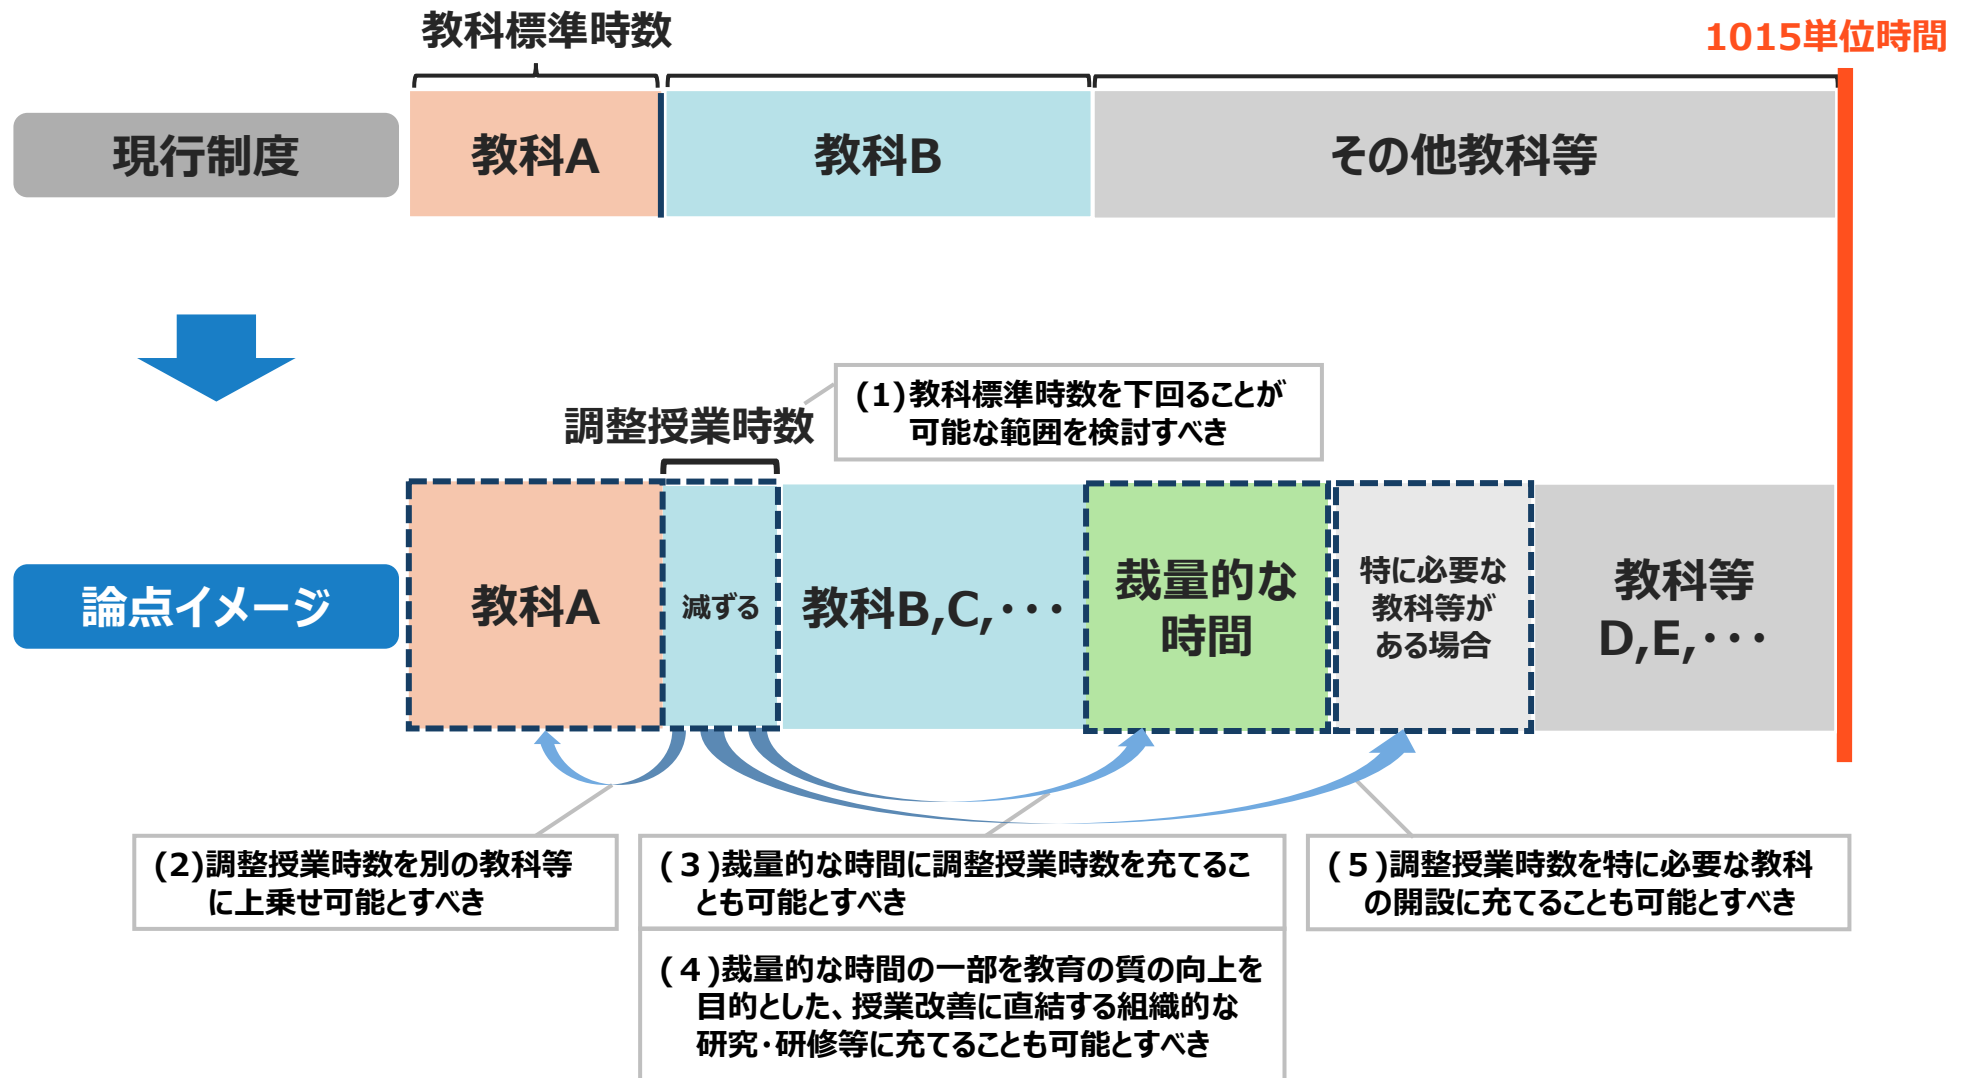 教科標準時数
1015単位時間
現行制度
教科A
教科B
その他教科等
(1)教科標準時数を下回ることが
可能な範囲を検討すべき
調整授業時数
論点イメージ
教科A
減ずる
教科B,C,・・・
裁量的な
時間
特に必要な
教科等が
ある場合
教科等
D,E,・・・
(2)調整授業時数を別の教科等
に上乗せ可能とすべき
(３)裁量的な時間に調整授業時数を充てるこ
とも可能とすべき
(４)裁量的な時間の一部を教育の質の向上を
目的とした、授業改善に直結する組織的な
研究・研修等に充てることも可能とすべき
(５)調整授業時数を特に必要な教科
の開設に充てることも可能とすべき